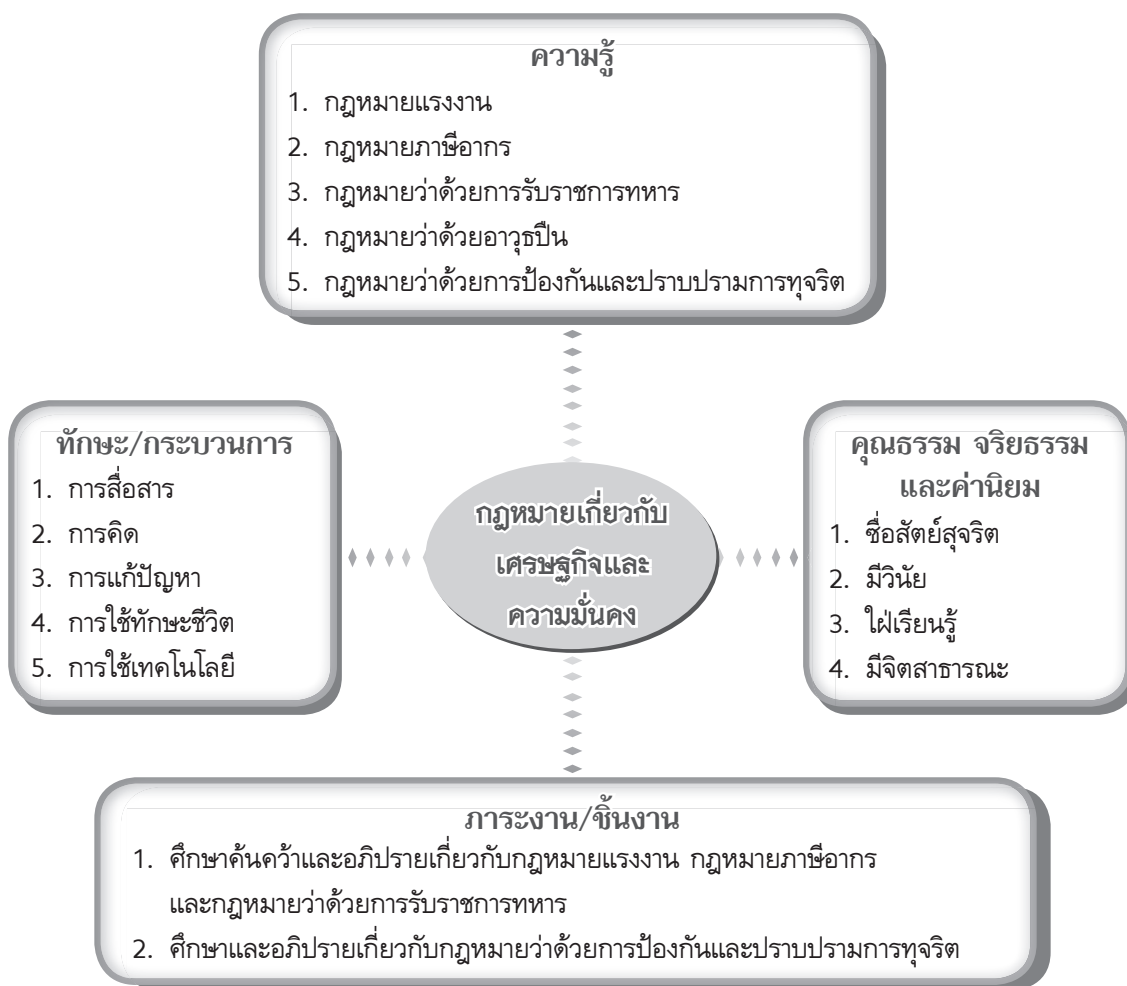 ความรู้
1. กฎหมายแรงงาน
2. กฎหมายภาษีอากร
3. กฎหมายว่าด้วยการรับราชการทหาร
4. กฎหมายว่าด้วยอาวุธปืน
5. กฎหมายว่าด้วยการป้องกันและปราบปรามการทุจริต
ทักษะ/กระบวนการ
1. การสื่อสาร
2. การคิด
3. การแก้ปัญหา
4. การใช้ทักษะชีวิต
5. การใช้เทคโนโลยี
กฎหมายเกี่ยวกับ
เศรษฐกิจและ
ความมั่นคง
คุณธรรม จริยธรรม
และค่านิยม
1. ซื่อสัตย์สุจริต
2. มีวินัย
3. ใฝ่เรียนรู้
4. มีจิตสาธารณะ
ภาระงาน/ชิ้นงาน
1. ศึกษาค้นคว้าและอภิปรายเกี่ยวกับกฎหมายแรงงาน กฎหมายภาษีอากร
และกฎหมายว่าด้วยการรับราชการทหาร
2. ศึกษาและอภิปรายเกี่ยวกับกฎหมายว่าด้วยการป้องกันและปราบปรามการทุจริต